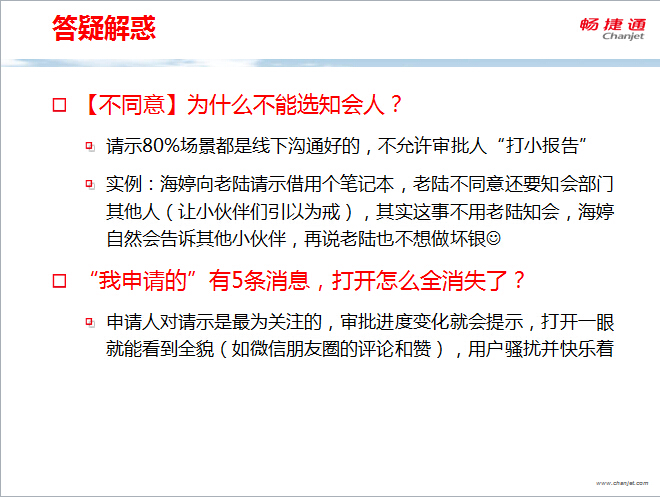 答疑解惑
畅捷通
Chanjet
【不同意】为什么不能选知会人？
请示80%场景都是线下沟通好的，不允许审批人“打小报告”
实例：海婷向老陆请示借用个笔记本，老陆不同意还要知会部门
其他人（让小伙伴们引以为戒），其实这事不用老陆知会，海婷
自然会告诉其他小伙伴，再说老陆也不想做坏银☺
“我申请的”有5条消息，打开怎么全消失了？
申请人对请示是最为关注的，审批进度变化就会提示，打开一眼
就能看到全貌（如微信朋友圈的评论和赞），用户骚扰并快乐着
www.chanjet.com